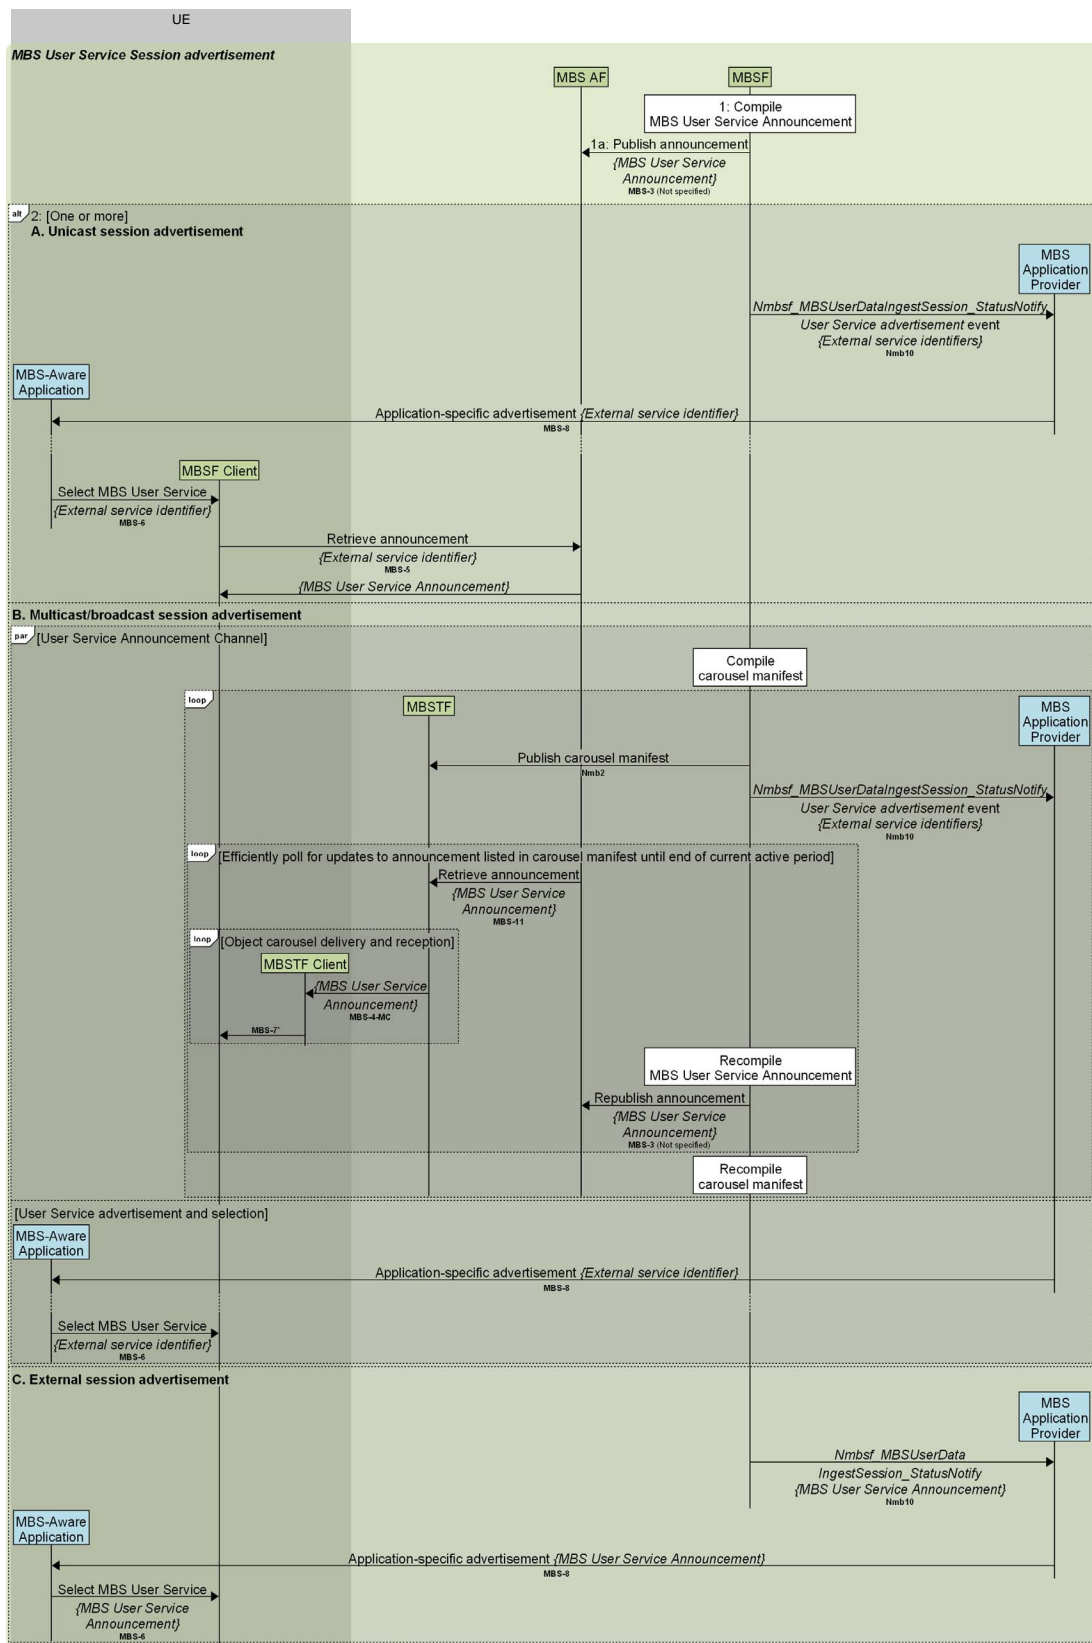 UE
MBS User Service Session advertisement
MBS AF
MBSF
1: Compile
MBS User Service Announcement
1a: Publish announcement
{MBS User Service
Announcement}
MBS-3 (Not specified)
alt
2: [One or more]
A. Unicast session advertisement
MBS
Application
Provider
Nmbsf_MBSUserDataIngestSession_StatusNotify
User Service advertisement event
{External service identifiers}
Nmb10
MBS-Aware
Application
Application-specific advertisement {External service identifier}
MBS-8
MBSF Client
Select MBS User Service
{External service identifier}
MBS-6
Retrieve announcement
{External service identifier}
MBS-5
{MBS User Service Announcement}
B. Multicast/broadcast session advertisement
par
[User Service Announcement Channel]
Compile
carousel manifest
loop
MBSTF
MBS
Application
Provider
Publish carousel manifest
Nmb2
Nmbsf_MBSUserDataIngestSession_StatusNotify
User Service advertisement event
{External service identifiers}
Nmb10
loop
[Efficiently poll for updates to announcement listed in carousel manifest until end of current active period]
Retrieve announcement
{MBS User Service
Announcement}
MBS-11
loop
[Object carousel delivery and reception]
MBSTF Client
{MBS User Service
Announcement}
MBS-4-MC
MBS-7'
Recompile
MBS User Service Announcement
Republish announcement
{MBS User Service
Announcement}
MBS-3 (Not specified)
Recompile
carousel manifest
[User Service advertisement and selection]
MBS-Aware
Application
Application-specific advertisement {External service identifier}
MBS-8
Select MBS User Service
{External service identifier}
MBS-6
C. External session advertisement
MBS
Application
Provider
Nmbsf_MBSUserData
IngestSession_StatusNotify
{MBS User Service Announcement}
Nmb10
MBS-Aware
Application
Application-specific advertisement {MBS User Service Announcement}
MBS-8
Select MBS User Service
{MBS User Service
Announcement}
MBS-6